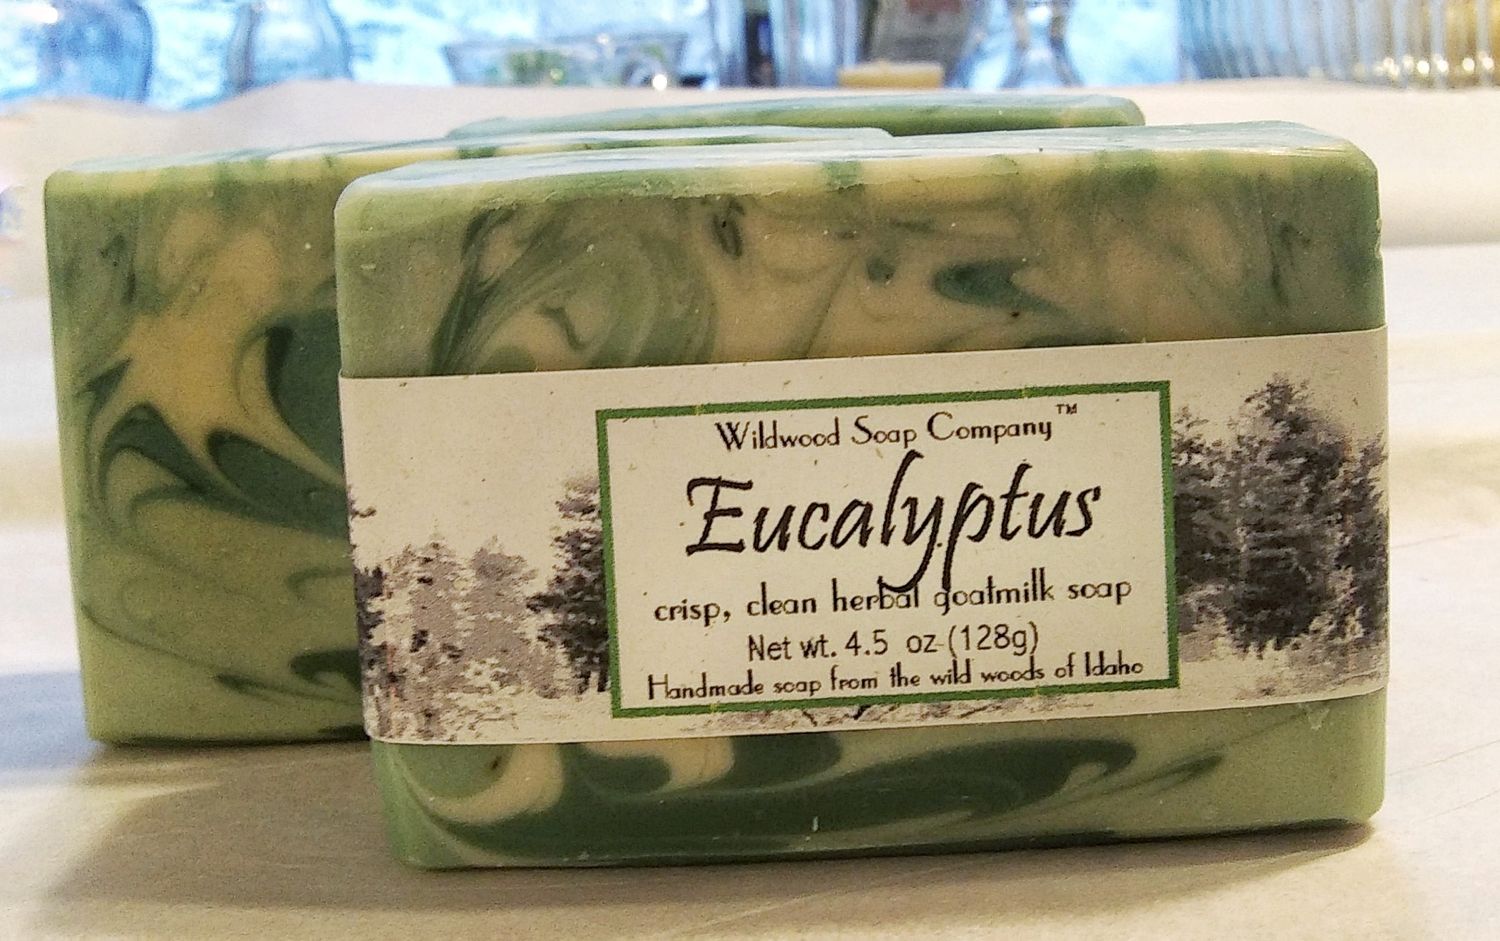 Wildwood Soap Company™
Eucalyptus
crisp, clean herbal goatmilk soap
Net wt. 4.5 oz (128g)
Handmade soap from the wild woods of Idaho